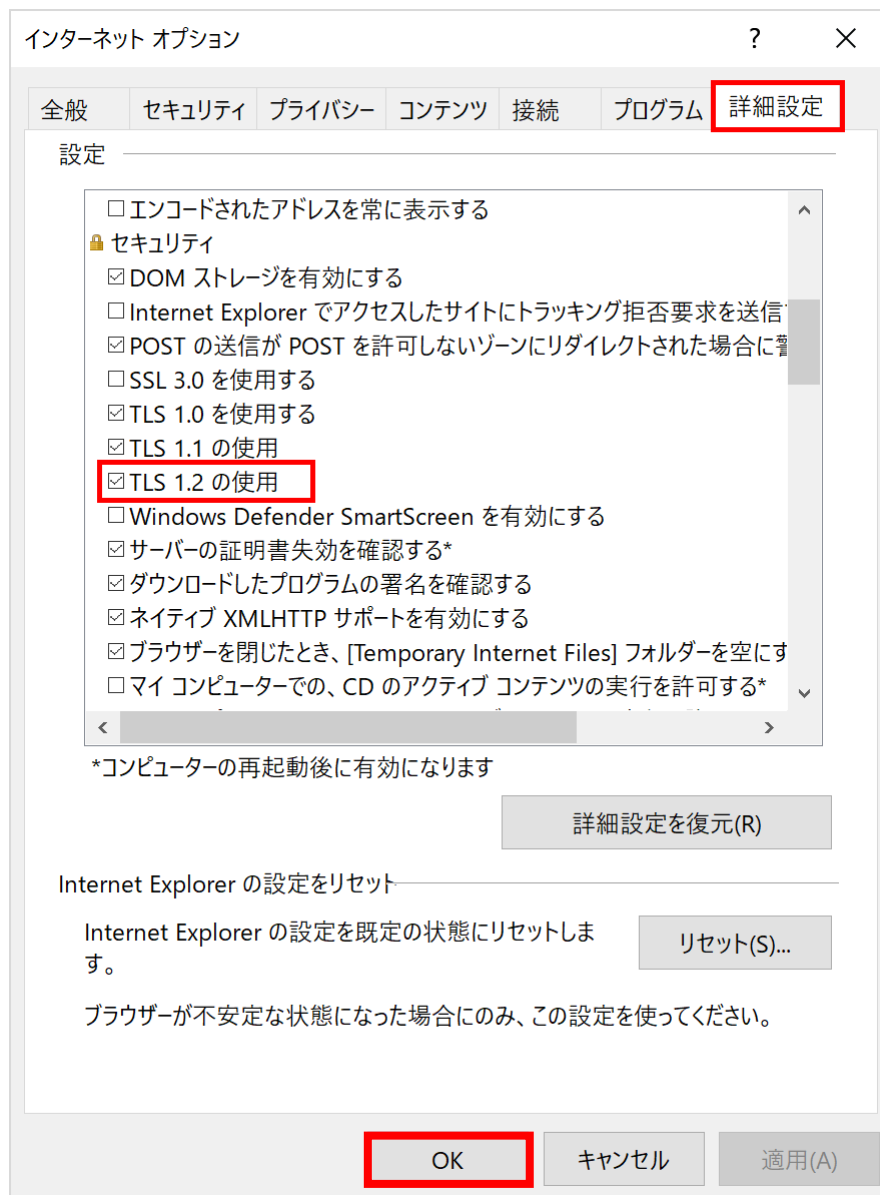 インターネット オプション ?
全般 セキュリティ プライバシー コンテンツ 接続 プログラム 詳細設定
設定
エンコードされたアドレスを常に表示する
セキュリティ
DOM ストレージを有効にする
Internet Explorer でアクセスしたサイトにトラッキング拒否要求を送信
POST の送信が POST を許可しないゾーンにリダイレクトされた場合に警
SSL 3.0 を使用する
TLS 1.0 を使用する
TLS 1.1 の使用
TLS 1.2 の使用
Windows Defender SmartScreen を有効にする
サーバーの証明書失効を確認する*
ダウンロードしたプログラムの署名を確認する
ネイティブ XMLHTTP サポートを有効にする
ブラウザーを閉じたとき、[Temporary Internet Files] フォルダーを空にす
マイ コンピューターでの、CD のアクティブ コンテンツの実行を許可する*
*コンピューターの再起動後に有効になります
詳細設定を復元(R)
Internet Explorer の設定をリセット
Internet Explorer の設定を既定の状態にリセットしま
す。
リセット(S)...
ブラウザーが不安定な状態になった場合にのみ、この設定を使ってください。
OK キャンセル 適用(A)